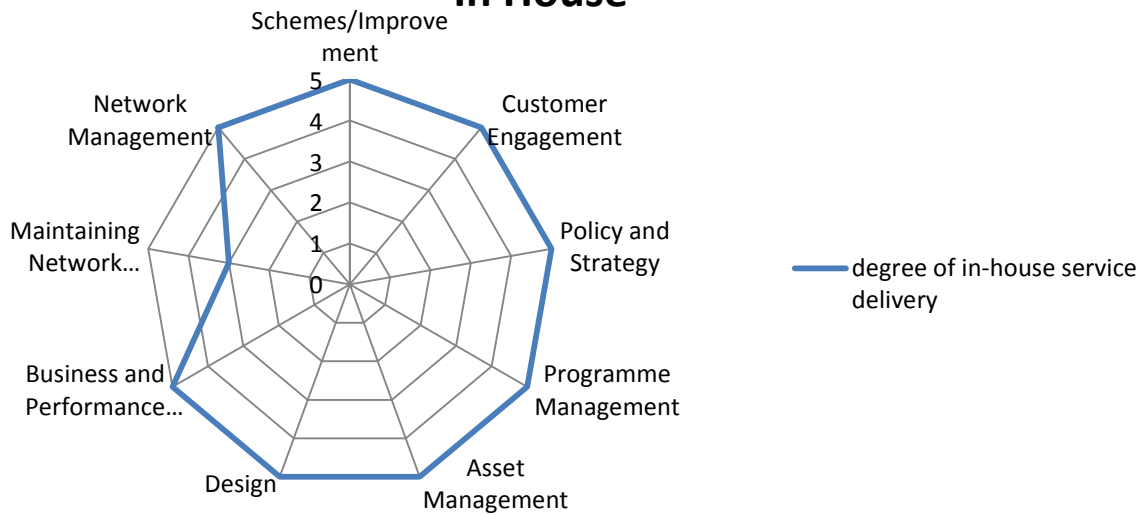 In House
Schemes/Improve
ment
Customer
Engagement
Policy and
Strategy
Programme
Management
Asset
Management
Design
Business and
Performance...
Maintaining
Network...
Network
Management
5
4
3
2
1
0
degree of in-house service
delivery